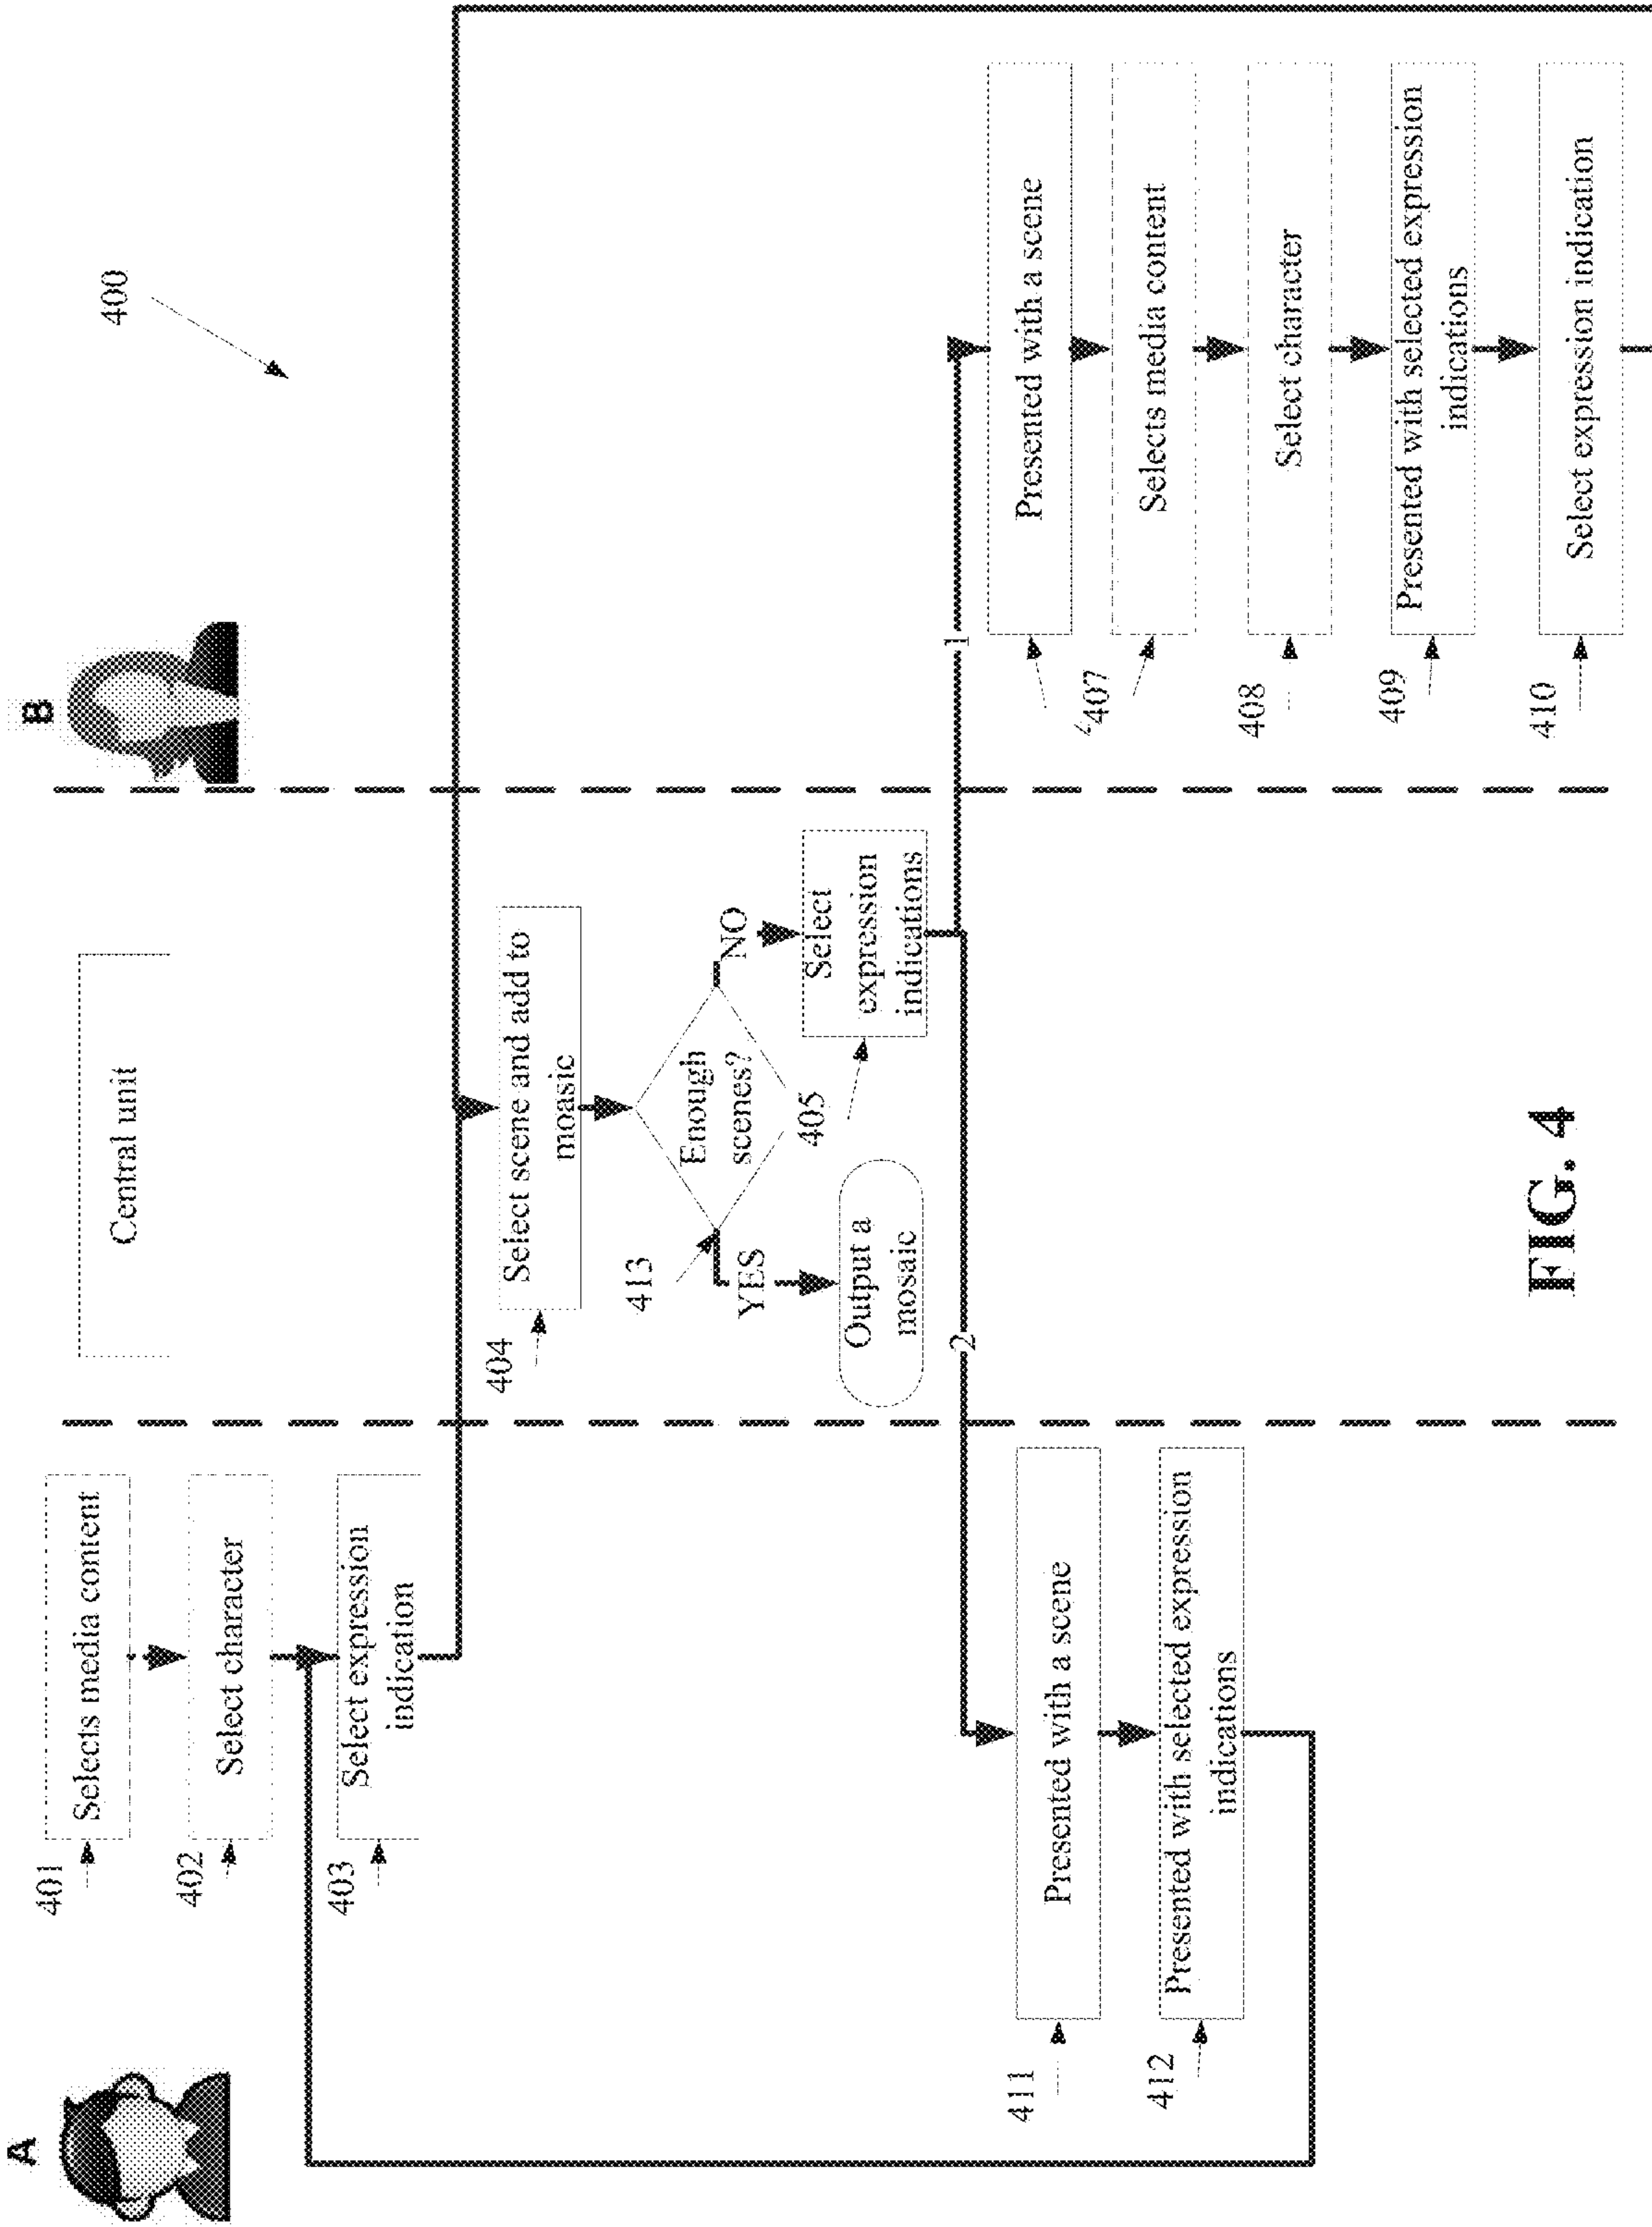 A
B
Central unit
400
401
Selects media content
402
Select character
403
Select expression
indication
404
Select scene and add to
moasic
413
Enough
scenes?
YES
NO
Output a
mosaic
405
Select
expression
indications
1
2
Presented with a scene
407
Selects media content
408
Select character
409
Presented with selected expression
indications
410
Select expression indication
411
Presented with a scene
412
Presented with selected expression
indications
FIG. 4